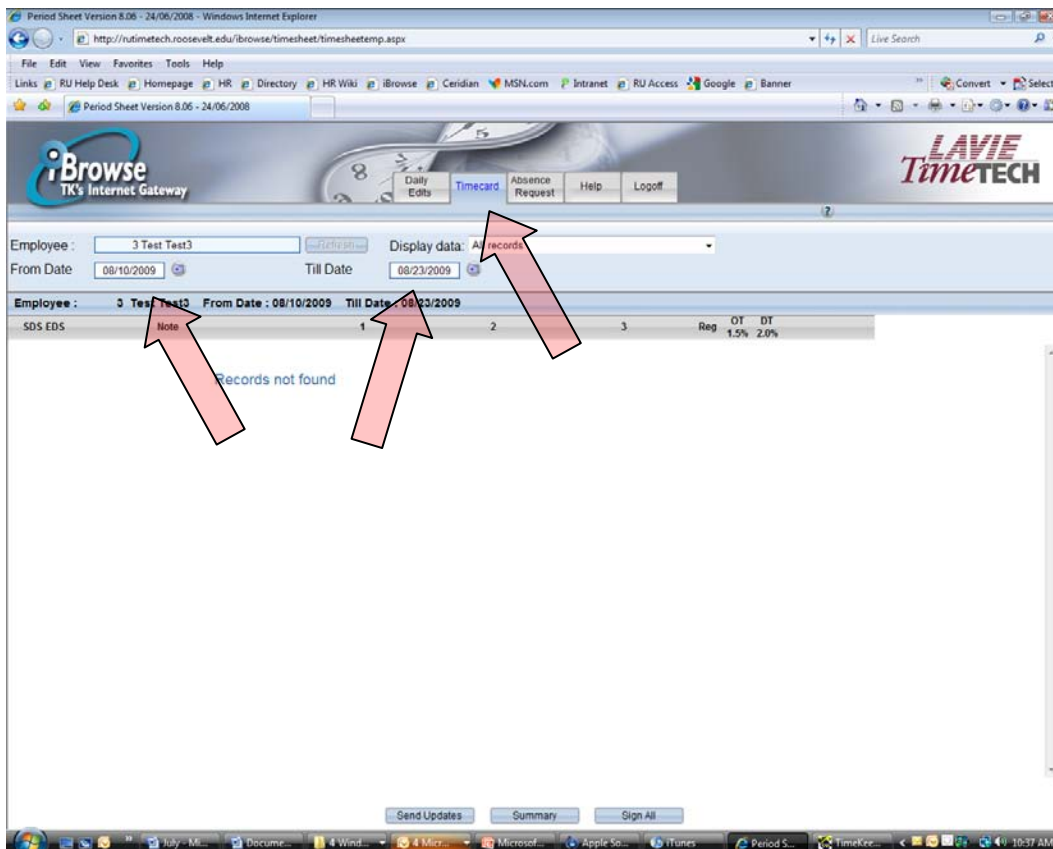 Period Sheet Version 8.06 - 24/06/2008 - Windows Internet Explorer
http://rutimetech.roosevelt.edu/ibrowse/timesheet/timesheetemp.aspx
Live Search
File Edit View Favorites Tools Help
Links RU Help Desk Homepage HR Directory HR Wiki iBrowse Ceridian MSN.com Intranet RU Access Google Banner » Convert Select
Period Sheet Version 8.06 - 24/06/2008
iBrowse
TK's Internet Gateway
Daily Edits
Timecard
Absence Request
Help
Logoff
LAVIE
TimeTECH
Employee : 3 Test Test3 Refresh Display data: All records
From Date 08/10/2009 Till Date 08/23/2009
Employee : 3 Test Test3 From Date : 08/10/2009 Till Date : 08/23/2009
SDS EDS Note 1 2 3 Reg OT 1.5% DT 2.0%
Records not found
Send Updates Summary Sign All
July - Mi... Docume... 4 Wind... 4 Micr... Microsof... Apple So... iTunes Period S... TimeKee... 10:37 AM